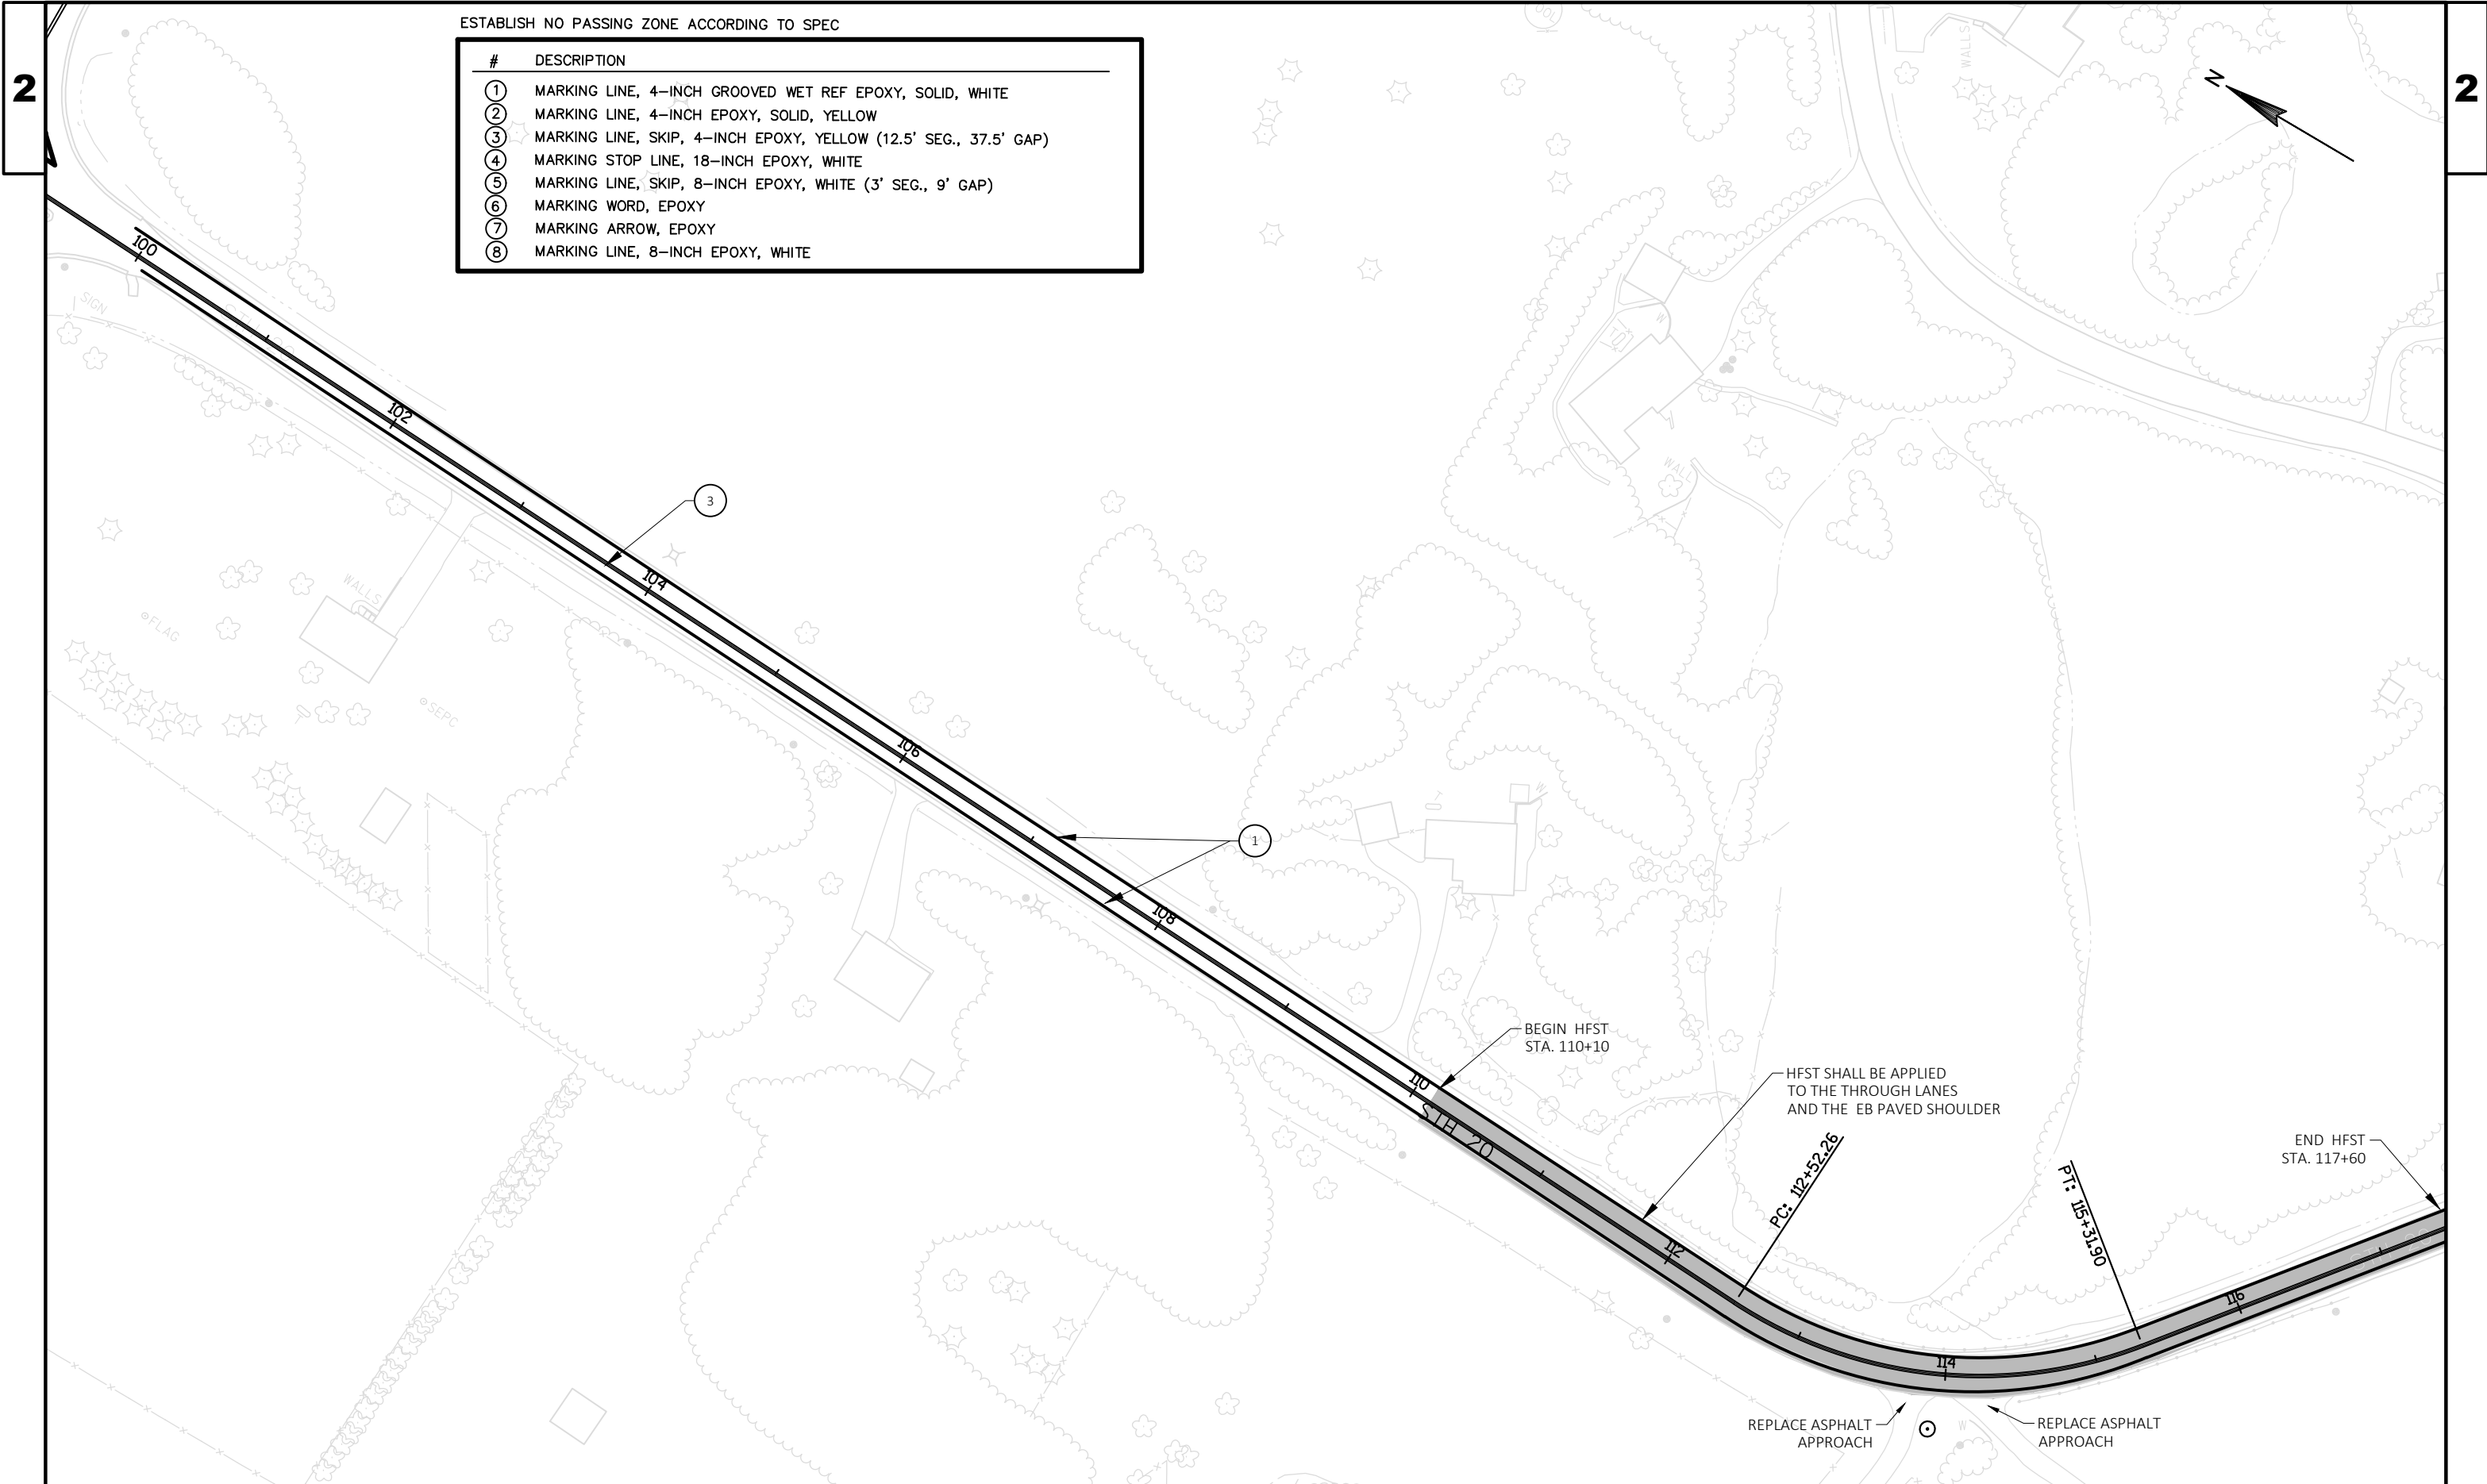 ESTABLISH NO PASSING ZONE ACCORDING TO SPEC
2
2
# DESCRIPTION
1 MARKING LINE, 4-INCH GROOVED WET REF EPOXY, SOLID, WHITE
2 MARKING LINE, 4-INCH EPOXY, SOLID, YELLOW
3 MARKING LINE, SKIP, 4-INCH EPOXY, YELLOW (12.5' SEG., 37.5' GAP)
4 MARKING STOP LINE, 18-INCH EPOXY, WHITE
5 MARKING LINE, SKIP, 8-INCH EPOXY, WHITE (3' SEG., 9' GAP)
6 MARKING WORD, EPOXY
7 MARKING ARROW, EPOXY
8 MARKING LINE, 8-INCH EPOXY, WHITE
N
WALLS
100
SIGN
102
3
104
WALLS
FLAG
SEPC
WALL
106
1
108
W
W
110
STH 20
BEGIN HFST
STA. 110+10
HFST SHALL BE APPLIED
TO THE THROUGH LANES
AND THE EB PAVED SHOULDER
PC: 112+52.26
112
114
PT: 115+31.90
116
END HFST
STA. 117+60
REPLACE ASPHALT
APPROACH
REPLACE ASPHALT
APPROACH
W